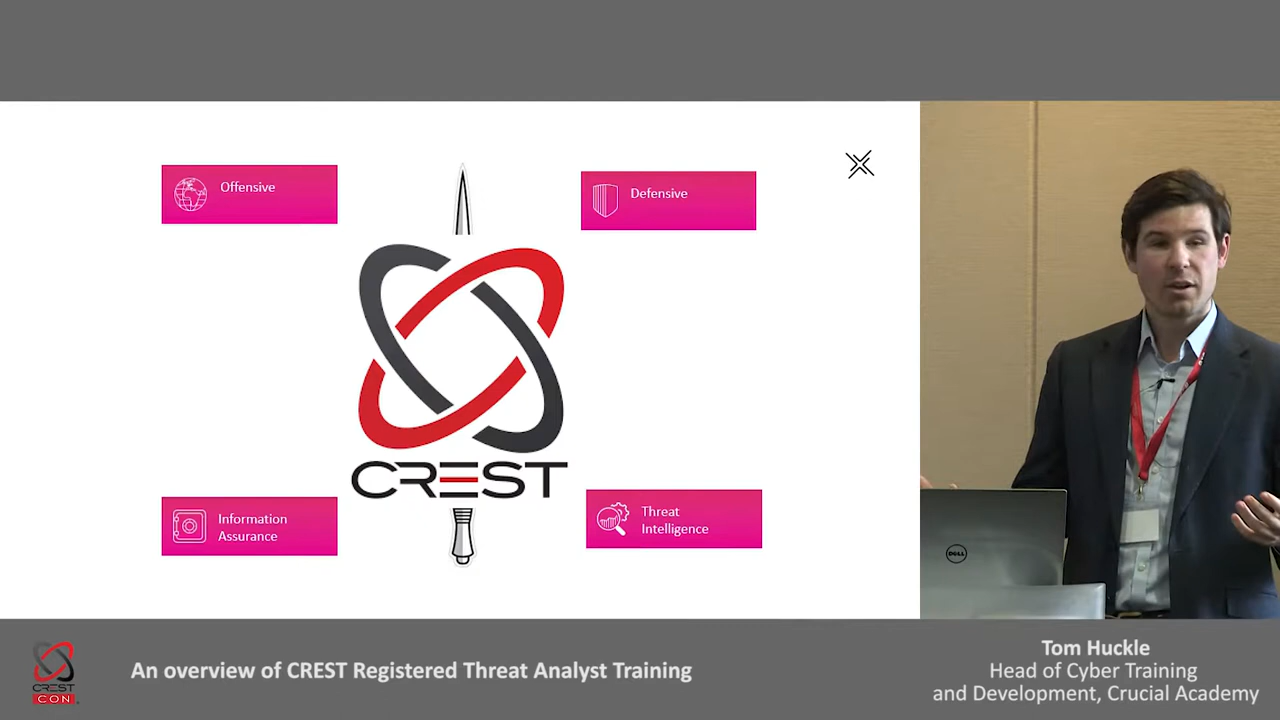 Offensive
Defensive
CREST
Information
Assurance
Threat
Intelligence
DELL
CREST
CON
An overview of CREST Registered Threat Analyst Training
Tom Huckle
Head of Cyber Training
and Development, Crucial Academy